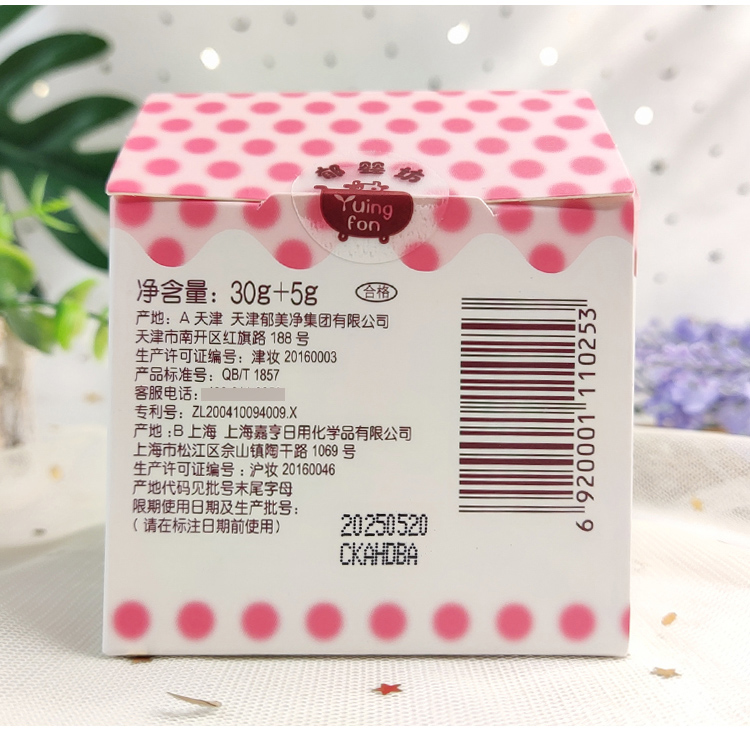 郁婴坊
Yuing
fon
净含量：30g+5g
合格
产地：A 天津 天津郁美净集团有限公司
天津市南开区红旗路 188 号
生产许可证编号：津妆 20160003
产品标准号：QB/T 1857
客服电话：
专利号：ZL200410094009.X
产地：B 上海 上海嘉亨日用化学品有限公司
上海市松江区佘山镇陶干路 1069 号
生产许可证编号：沪妆 20160046
产地代码见批号末尾字母
限期使用日期及生产批号：
（请在标注日期前使用）
20250520
CKAHDBA
6 920001 110253